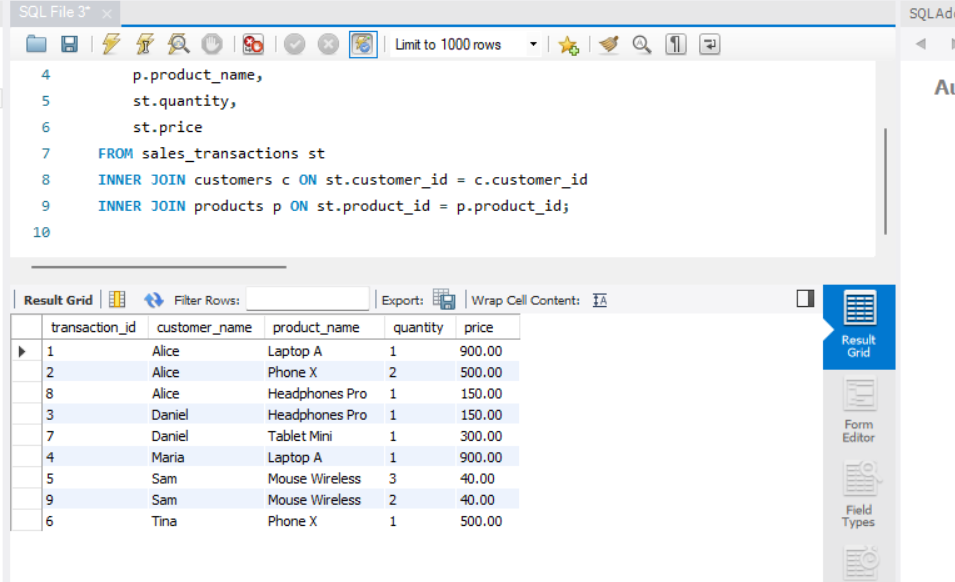 SQL File 3* ×
SQLAd
Limit to 1000 rows
4 p.product_name,
5 st.quantity,
6 st.price
7 FROM sales_transactions st
8 INNER JOIN customers c ON st.customer_id = c.customer_id
9 INNER JOIN products p ON st.product_id = p.product_id;
10
Au
Result Grid Filter Rows: Export: Wrap Cell Content:
transaction_id customer_name product_name quantity price
1 Alice Laptop A 1 900.00
2 Alice Phone X 2 500.00
8 Alice Headphones Pro 1 150.00
3 Daniel Headphones Pro 1 150.00
7 Daniel Tablet Mini 1 300.00
4 Maria Laptop A 1 900.00
5 Sam Mouse Wireless 3 40.00
9 Sam Mouse Wireless 2 40.00
6 Tina Phone X 1 500.00
Result
Grid
Form
Editor
Field
Types